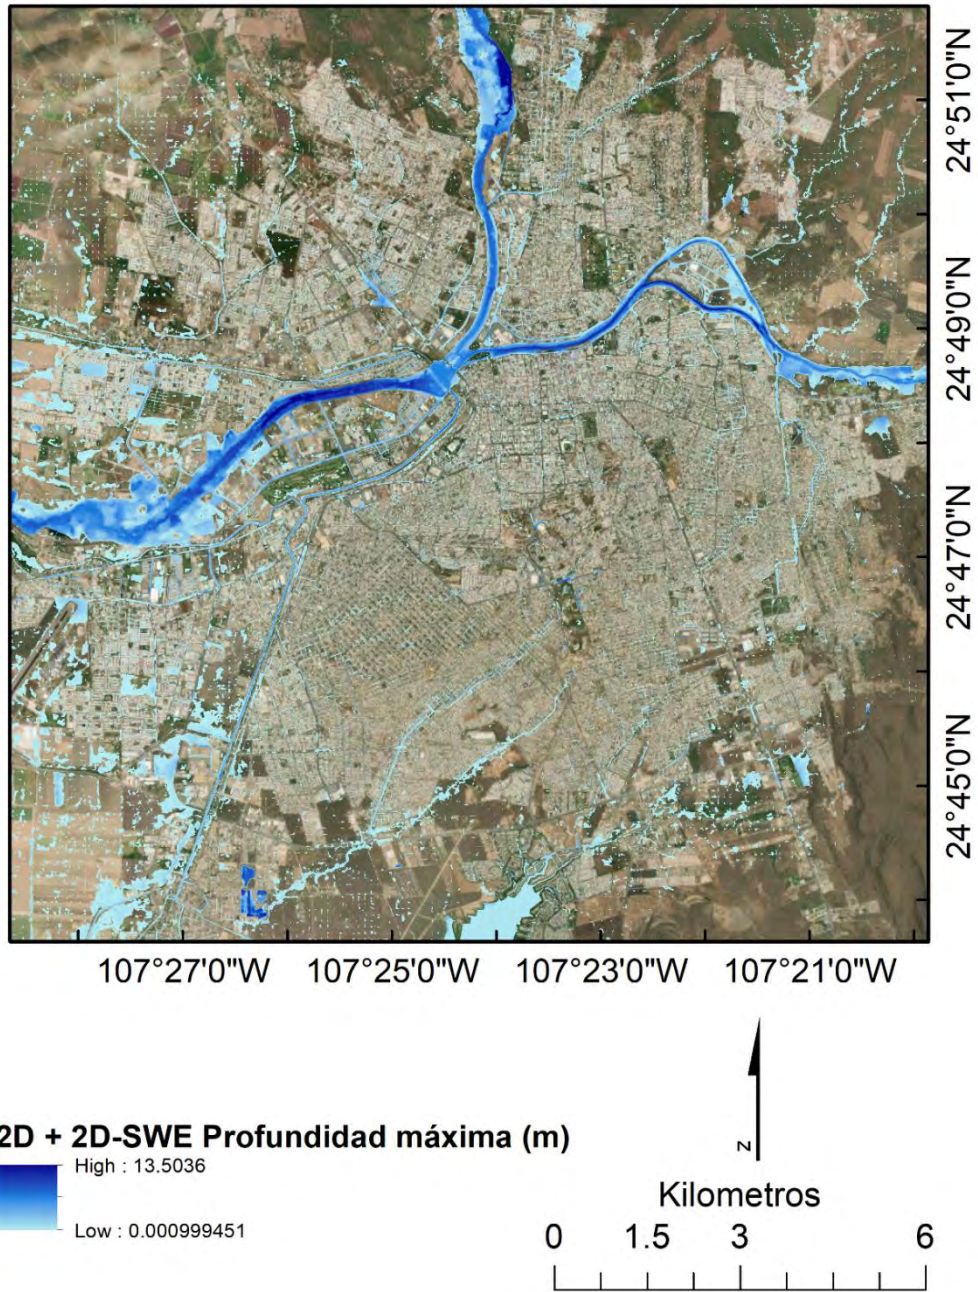 24°51'0"N
24°49'0"N
24°47'0"N
24°45'0"N
107°27'0"W 107°25'0"W 107°23'0"W 107°21'0"W
2D + 2D-SWE Profundidad máxima (m)
High : 13.5036
Low : 0.000999451
N
Kilometros
0 1.5 3 6